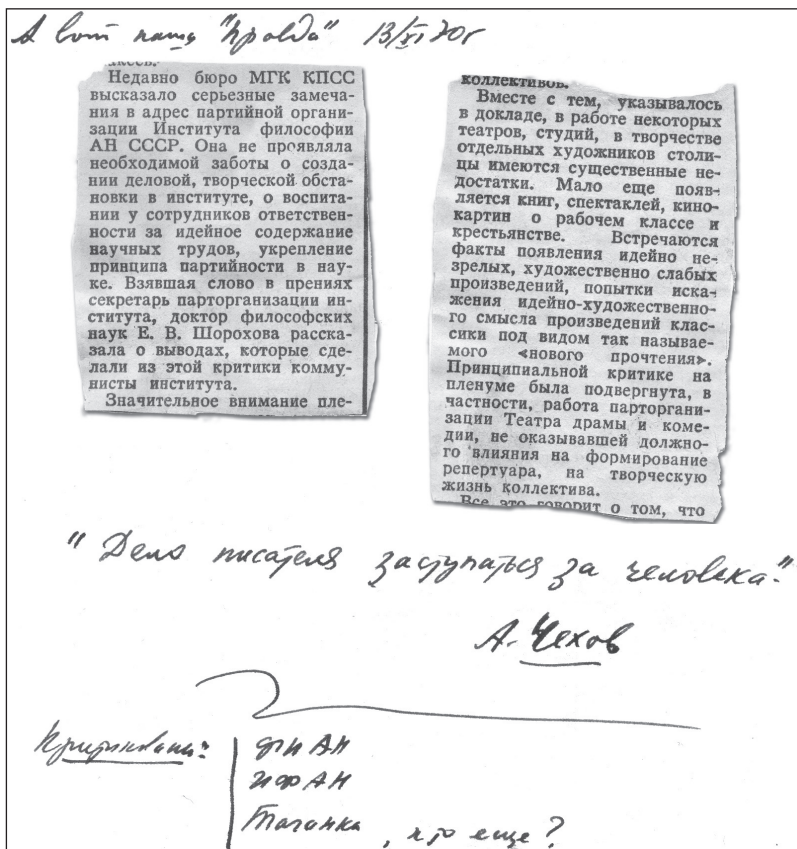 А вот наша "Правда" 13/XI 70г
Недавно бюро МГК КПСС
высказало серьезные замеча-
ния в адрес партийной органи-
зации Института философии
АН СССР. Она не проявляла
необходимой заботы о созда-
нии деловой, творческой обста-
новки в институте, о воспита-
нии у сотрудников ответствен-
ности за идейное содержание
научных трудов, укрепление
принципа партийности в нау-
ке. Взявшая слово в прениях
секретарь парторганизации ин-
ститута, доктор философских
наук Е. В. Шорохова расска-
зала о выводах, которые сде-
лали из этой критики комму-
нисты института.
Значительное внимание пле-
коллективов.
Вместе с тем, указывалось
в докладе, в работе некоторых
театров, студий, в творчестве
отдельных художников столи-
цы имеются существенные не-
достатки. Мало еще появ-
ляется книг, спектаклей, кино-
картин о рабочем классе и
крестьянстве. Встречаются
факты появления идейно не-
зрелых, художественно слабых
произведений, попытки иска-
жения идейно-художественно-
го смысла произведений клас-
сики под видом так называе-
мого «нового прочтения».
Принципиальной критике на
пленуме была подвергнута, в
частности, работа парторгани-
зации Театра драмы и коме-
дии, не оказывавшей должно-
го влияния на формирование
репертуара, на творческую
жизнь коллектива.
Все это говорит о том, что
"Дело писателя заступаться за человека."
А. Чехов
Критиковали:
ФИАН
ИФАН
Таганка, кто еще?